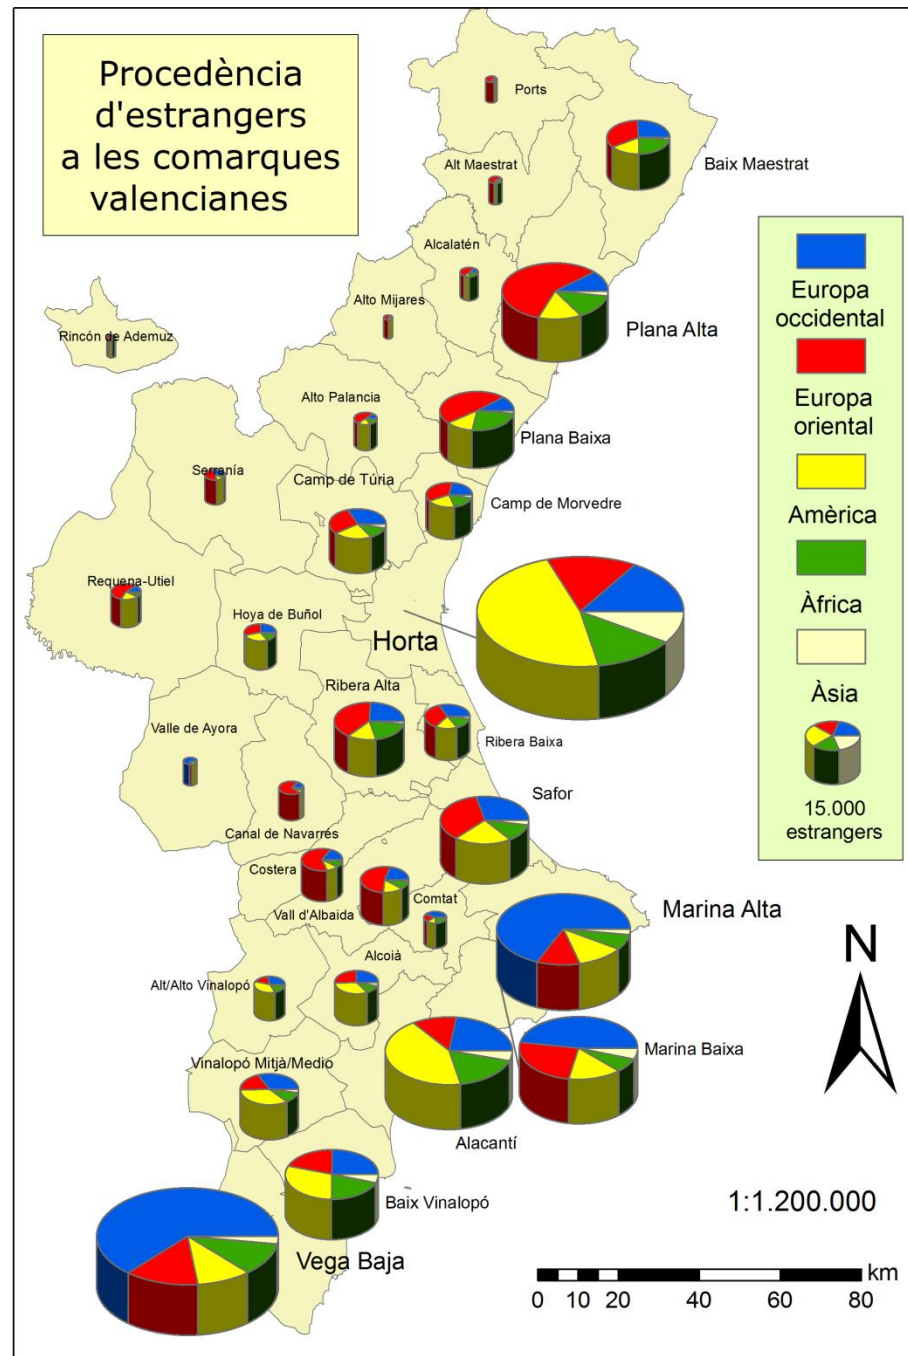 Procedència
d'estrangers
a les comarques
valencianes
Ports
Alt Maestrat
Baix Maestrat
Alcalatén
Alto Mijares
Plana Alta
Rincón de Ademuz
Alto Palancia
Plana Baixa
Serranía
Camp de Túria
Camp de Morvedre
Requena-Utiel
Hoya de Buñol
Horta
Ribera Alta
Valle de Ayora
Ribera Baixa
Canal de Navarrés
Safor
Costera
Vall d'Albaida
Comtat
Marina Alta
Alcoià
Alt/Alto Vinalopó
Marina Baixa
Vinalopó Mitjà/Medio
Alacantí
Baix Vinalopó
Vega Baja
Europa
occidental
Europa
oriental
Amèrica
Àfrica
Àsia
15.000
estrangers
N
1:1.200.000
km
0 10 20 40 60 80